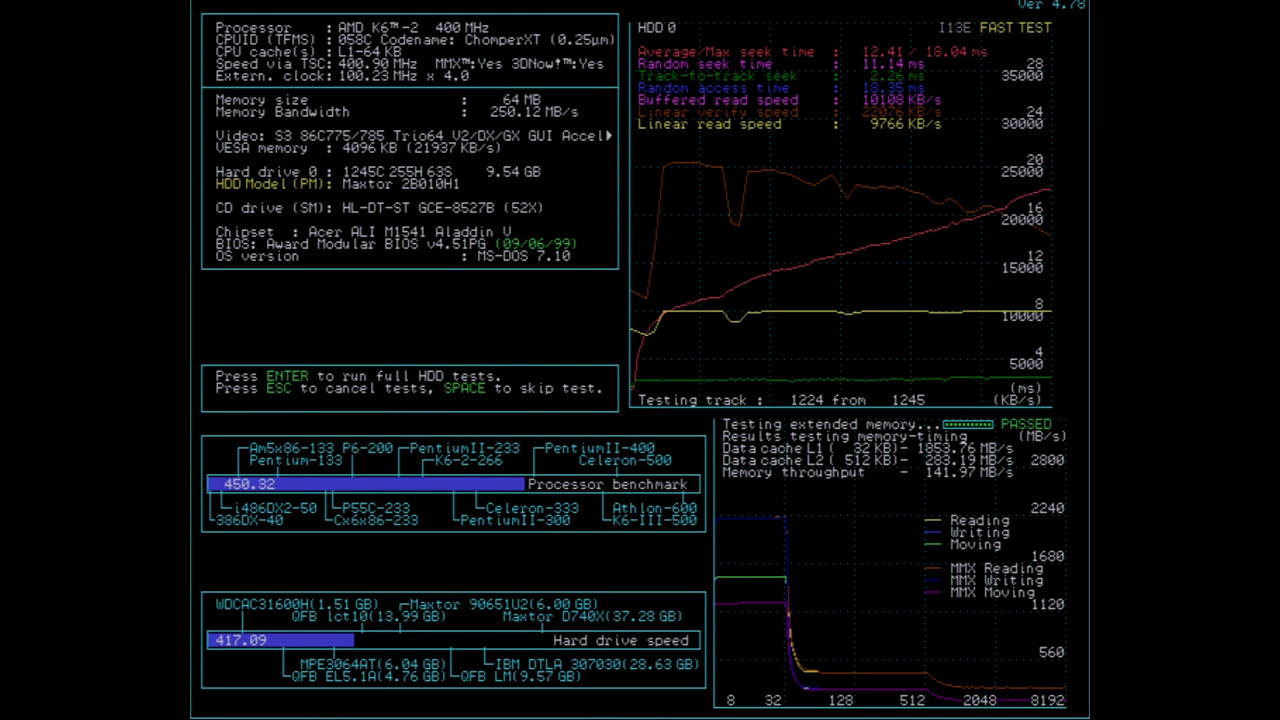 Ver 4.78
Processor : AMD K6™-2 400 MHz
CPUID (TFMS) : 058C Codename: ChomperXT (0.25µm)
CPU cache(s) : L1-64 KB
Speed via TSC: 400.90 MHz MMX™:Yes 3DNow!™:Yes
Extern. clock: 100.23 MHz x 4.0
Memory size : 64 MB
Memory Bandwidth : 250.12 MB/s
Video: S3 86C775/785 Trio64 V2/DX/GX GUI Accel
VESA memory : 4096 KB (21937 KB/s)
Hard drive 0 : 1245C 255H 63S 9.54 GB
HDD Model (PM): Maxtor 2B010H1
CD drive (SM): HL-DT-ST GCE-8527B (52X)
Chipset : Acer ALI M1541 Aladdin V
BIOS: Award Modular BIOS v4.51PG (09/06/99)
OS version : MS-DOS 7.10
Press ENTER to run full HDD tests.
Press ESC to cancel tests, SPACE to skip test.
HDD 0 I13E FAST TEST
Average/Max seek time : 12.41 / 18.04 ms
Random seek time : 11.14 ms 28
Track-to-track seek : 2.26 ms 35000
Random access time : 18.35 ms
Buffered read speed : 10108 KB/s
Linear verify speed : 22076 KB/s 24
Linear read speed : 9766 KB/s 30000
20
25000
16
20000
12
15000
8
10000
4
5000
(ms)
Testing track : 1224 from 1245 (KB/s)
Am5x86-133 P6-200 PentiumII-233 PentiumII-400
Pentium-133 K6-2-266 Celeron-500
450.32 Processor benchmark
i486DX2-50 P55C-233 Celeron-333 Athlon-600
386DX-40 Cx6x86-233 PentiumII-300 K6-III-500
WDCAC31600H(1.51 GB) Maxtor 90651U2(6.00 GB)
QFB lct10(13.99 GB) Maxtor D740X(37.28 GB)
417.09 Hard drive speed
MPE3064AT(6.04 GB) IBM DTLA 307030(28.63 GB)
QFB EL5.1A(4.76 GB) QFB LM(9.57 GB)
Testing extended memory... PASSED
Results testing memory-timing (MB/s)
Data cache L1 ( 32 KB)- 1853.76 MB/s
Data cache L2 ( 512 KB)- 283.19 MB/s 2800
Memory throughput - 141.97 MB/s
2240
Reading
Writing
Moving
1680
MMX Reading
MMX Writing
MMX Moving
1120
560
8 32 128 512 2048 8192